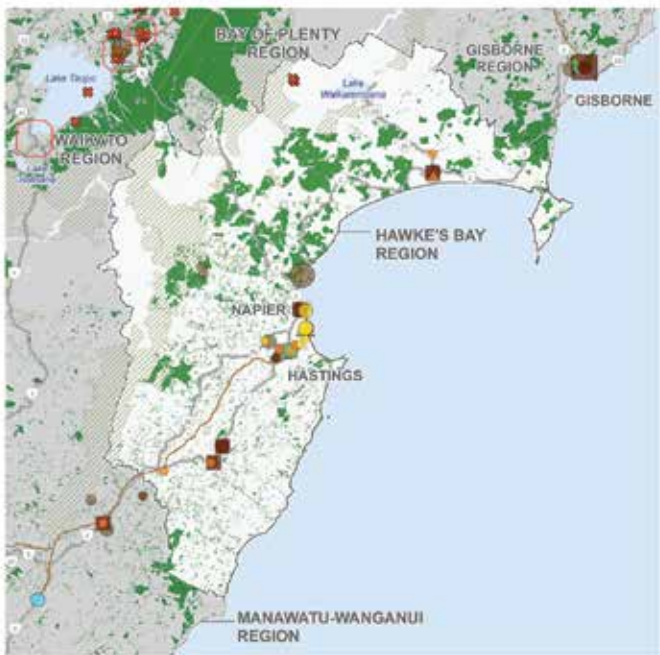 BAY OF PLENTY
REGION
GISBORNE
REGION
Lake Taupo
Lake
Waikaremoana
GISBORNE
WAIKATO
REGION
HAWKE'S BAY
REGION
NAPIER
HASTINGS
MANAWATU-WANGANUI
REGION